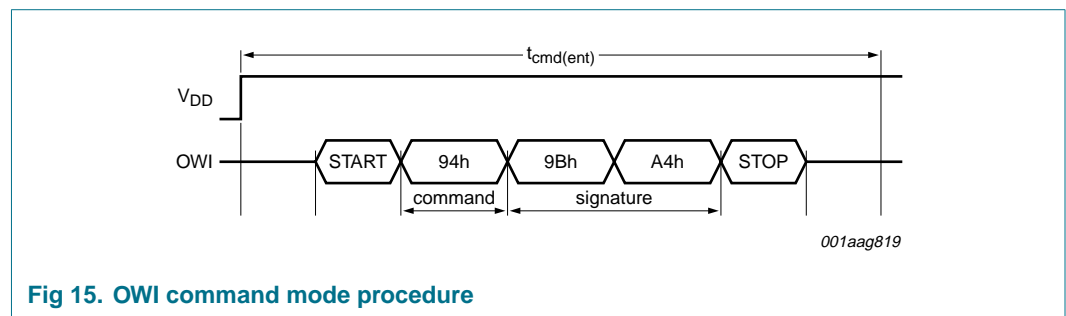 tcmd(ent)
VDD
OWI START 94h 9Bh A4h STOP
command signature
001aag819
Fig 15. OWI command mode procedure